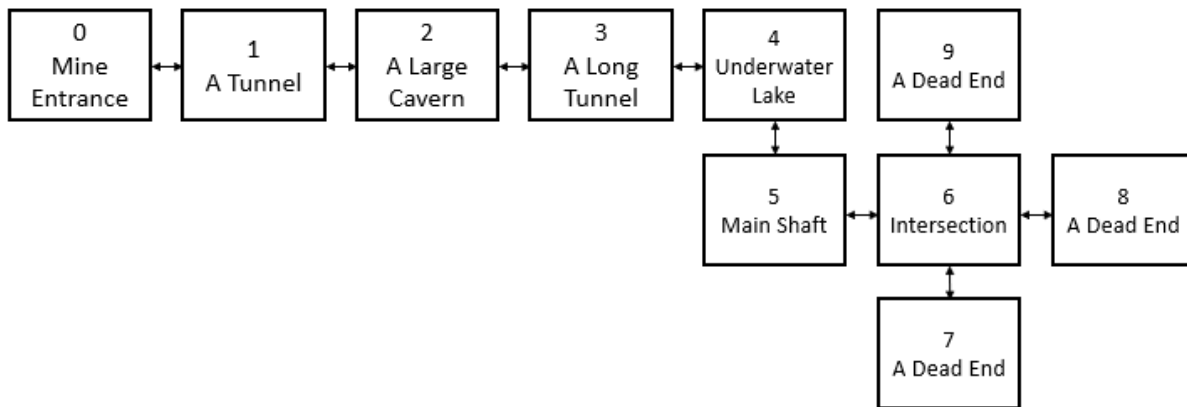 0
Mine
Entrance
1
A Tunnel
2
A Large
Cavern
3
A Long
Tunnel
4
Underwater
Lake
9
A Dead End
5
Main Shaft
6
Intersection
8
A Dead End
7
A Dead End